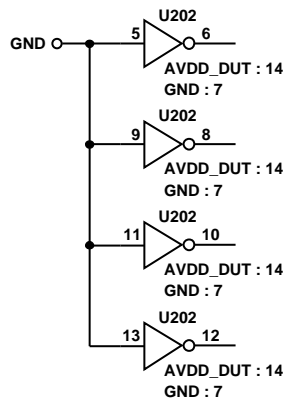 U202
GND 5 6
AVDD_DUT : 14
GND : 7
U202
9 8
AVDD_DUT : 14
GND : 7
U202
11 10
AVDD_DUT : 14
GND : 7
U202
13 12
AVDD_DUT : 14
GND : 7